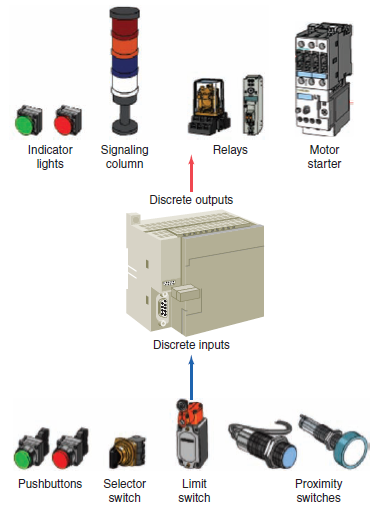 Indicator
lights
Signaling
column
Relays
Motor
starter
Discrete outputs
Discrete inputs
Pushbuttons
Selector
switch
Limit
switch
Proximity
switches